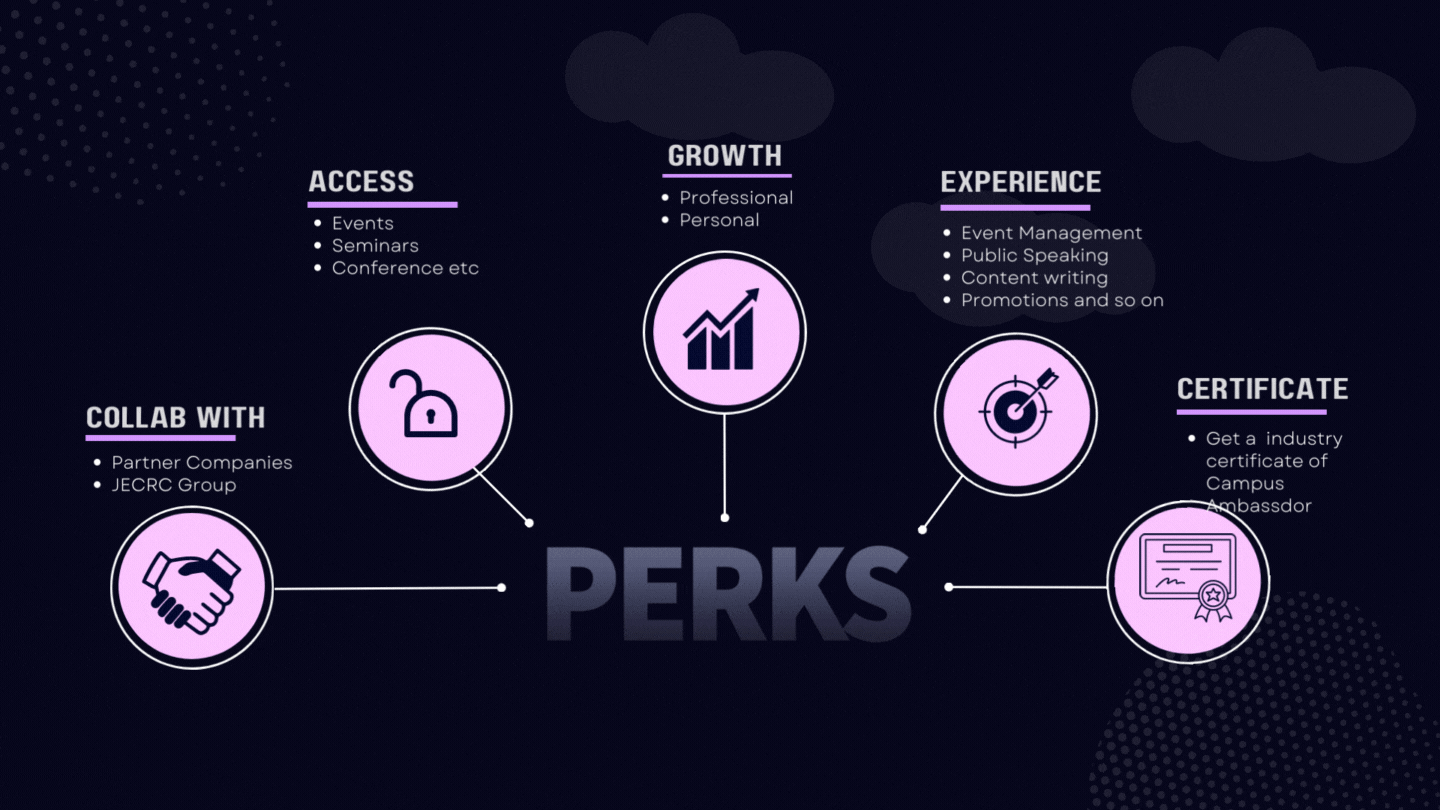 COLLAB WITH
Partner Companies
JECRC Group
ACCESS
Events
Seminars
Conference etc
GROWTH
Professional
Personal
EXPERIENCE
Event Management
Public Speaking
Content writing
Promotions and so on
CERTIFICATE
Get a industry
certificate of
Campus
Ambassdor
PERKS